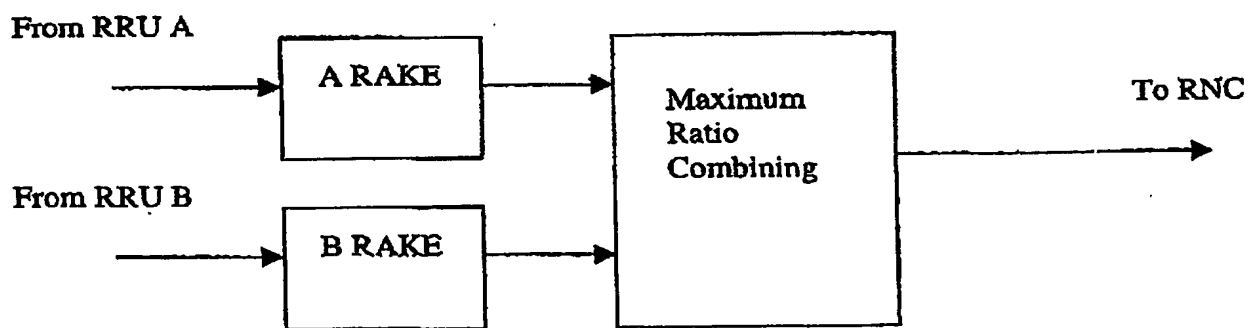 From RRU A
A RAKE
Maximum
Ratio
Combining
To RNC
From RRU B
B RAKE